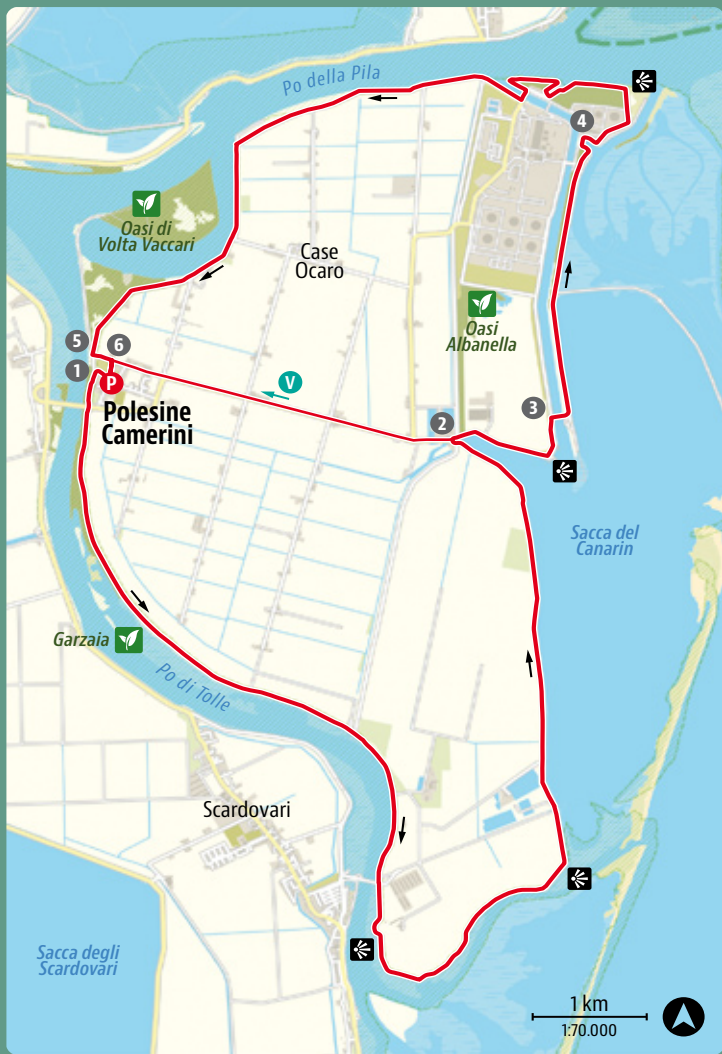 Po della Pila
4
Oasi di
Volta Vaccari
Case
Ocaro
Oasi
Albanella
5
6
1
P
V
Polesine
Camerini
2
3
Sacca del
Canarin
Garzaia
Po di Tolle
Scardovari
Sacca degli
Scardovari
1 km
1:70.000